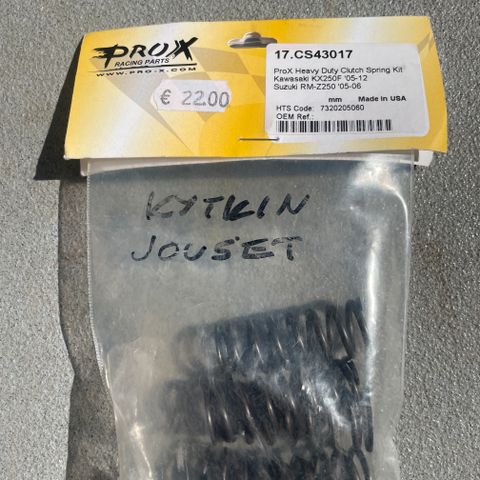 PROX
RACING PARTS
WWW.PRO-X.COM
€ 22.00
17.CS43017
ProX Heavy Duty Clutch Spring Kit
Kawasaki KX250F '05-12
Suzuki RM-Z250 '05-06
mm Made in USA
HTS Code: 7320205060
OEM Ref.:
KYTKIN
JOUSET